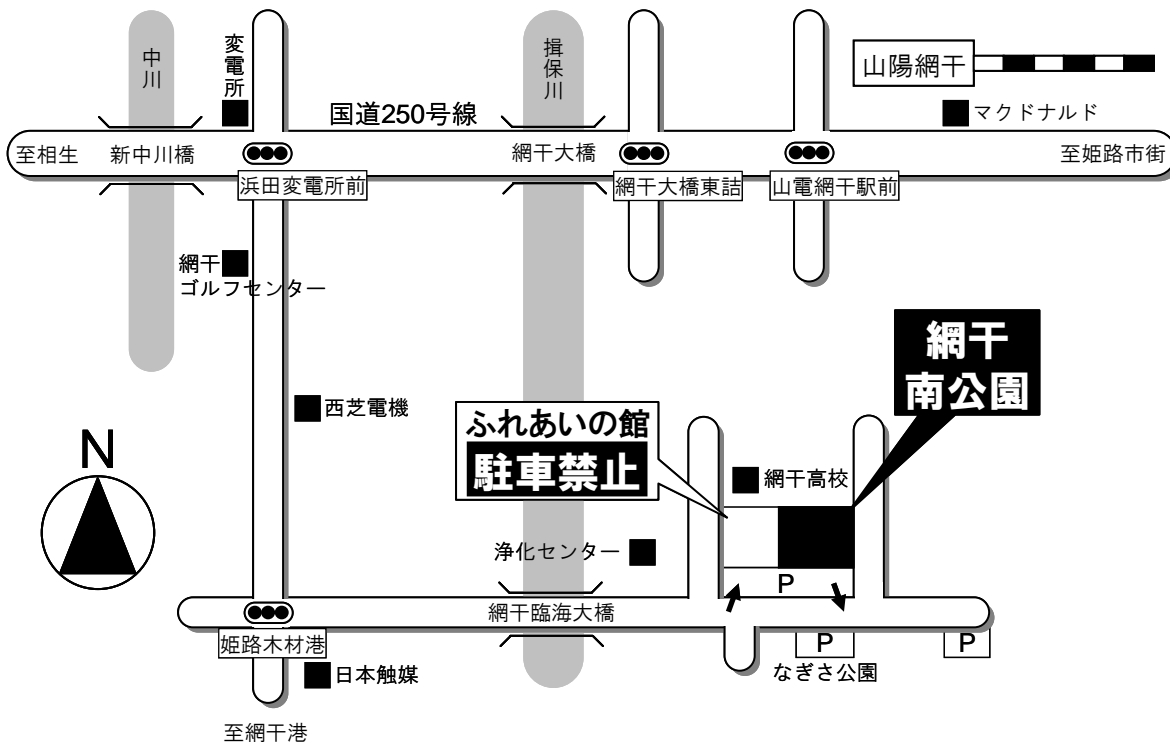 中川
変電所
揖保川
山陽網干
国道250号線
マクドナルド
至相生
新中川橋
網干大橋
至姫路市街
浜田変電所前
網干大橋東詰
山電網干駅前
網干
ゴルフセンター
網干
南公園
西芝電機
ふれあいの館
駐車禁止
N
網干高校
浄化センター
P
網干臨海大橋
姫路木材港
P
P
なぎさ公園
日本触媒
至網干港